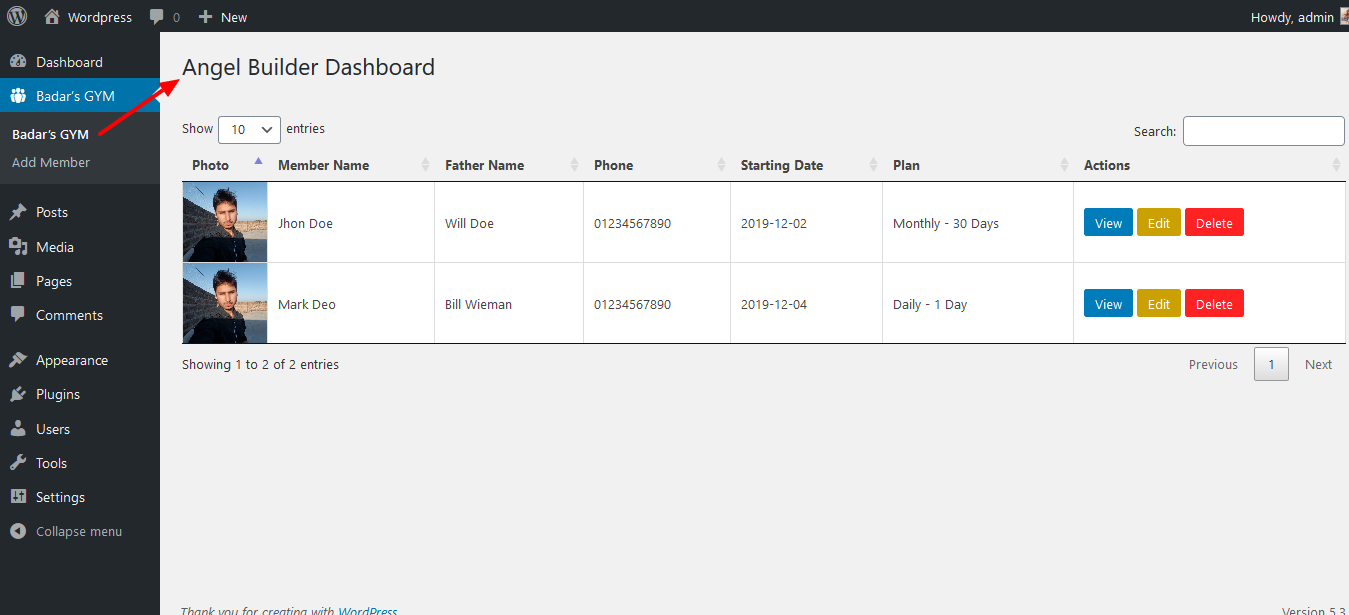 Wordpress 0 New Howdy, admin
Dashboard
Badar's GYM
Badar's GYM
Add Member
Posts
Media
Pages
Comments
Appearance
Plugins
Users
Tools
Settings
Collapse menu
Angel Builder Dashboard
Show 10 entries
Search:
Photo Member Name Father Name Phone Starting Date Plan Actions
Jhon Doe Will Doe 01234567890 2019-12-02 Monthly - 30 Days View Edit Delete
Mark Deo Bill Wieman 01234567890 2019-12-04 Daily - 1 Day View Edit Delete
Showing 1 to 2 of 2 entries
Previous 1 Next
Thank you for creating with WordPress
Version 5.3